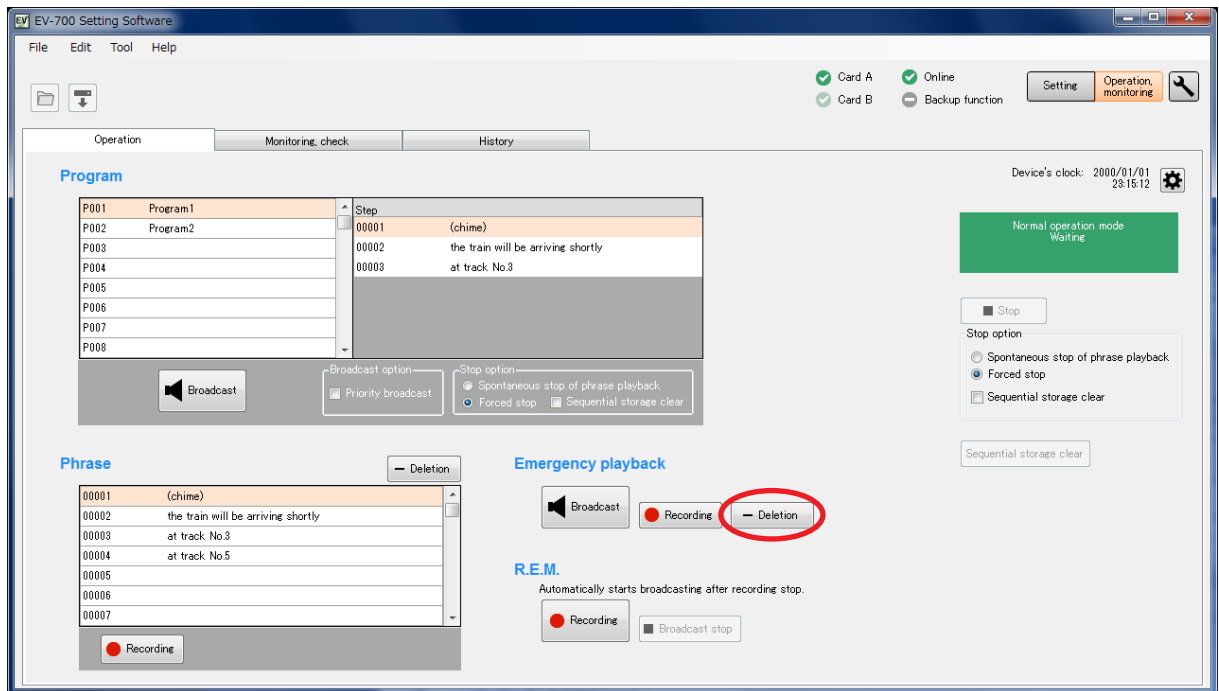 EV EV-700 Setting Software
File Edit Tool Help
Card A Online
Card B Backup function
Setting
Operation,
monitoring
Operation Monitoring, check History
Device's clock: 2000/01/01
23:15:12
Program
P001 Program1
P002 Program2
P003
P004
P005
P006
P007
P008
Step
00001 (chime)
00002 the train will be arriving shortly
00003 at track No.3
Broadcast
Broadcast option
Priority broadcast
Stop option
Spontaneous stop of phrase playback
Forced stop Sequential storage clear
Normal operation mode
Waiting
Stop
Stop option
Spontaneous stop of phrase playback
Forced stop
Sequential storage clear
Sequential storage clear
Phrase
Deletion
00001 (chime)
00002 the train will be arriving shortly
00003 at track No.3
00004 at track No.5
00005
00006
00007
Recording
Emergency playback
Broadcast Recording Deletion
R.E.M.
Automatically starts broadcasting after recording stop.
Recording Broadcast stop